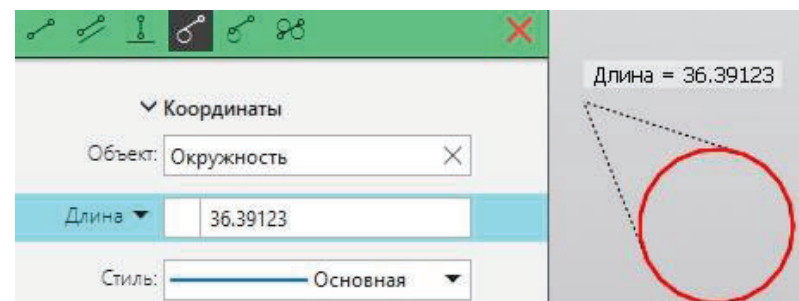 Длина = 36.39123
Координаты
Объект: Окружность
Длина 36.39123
Стиль: Основная